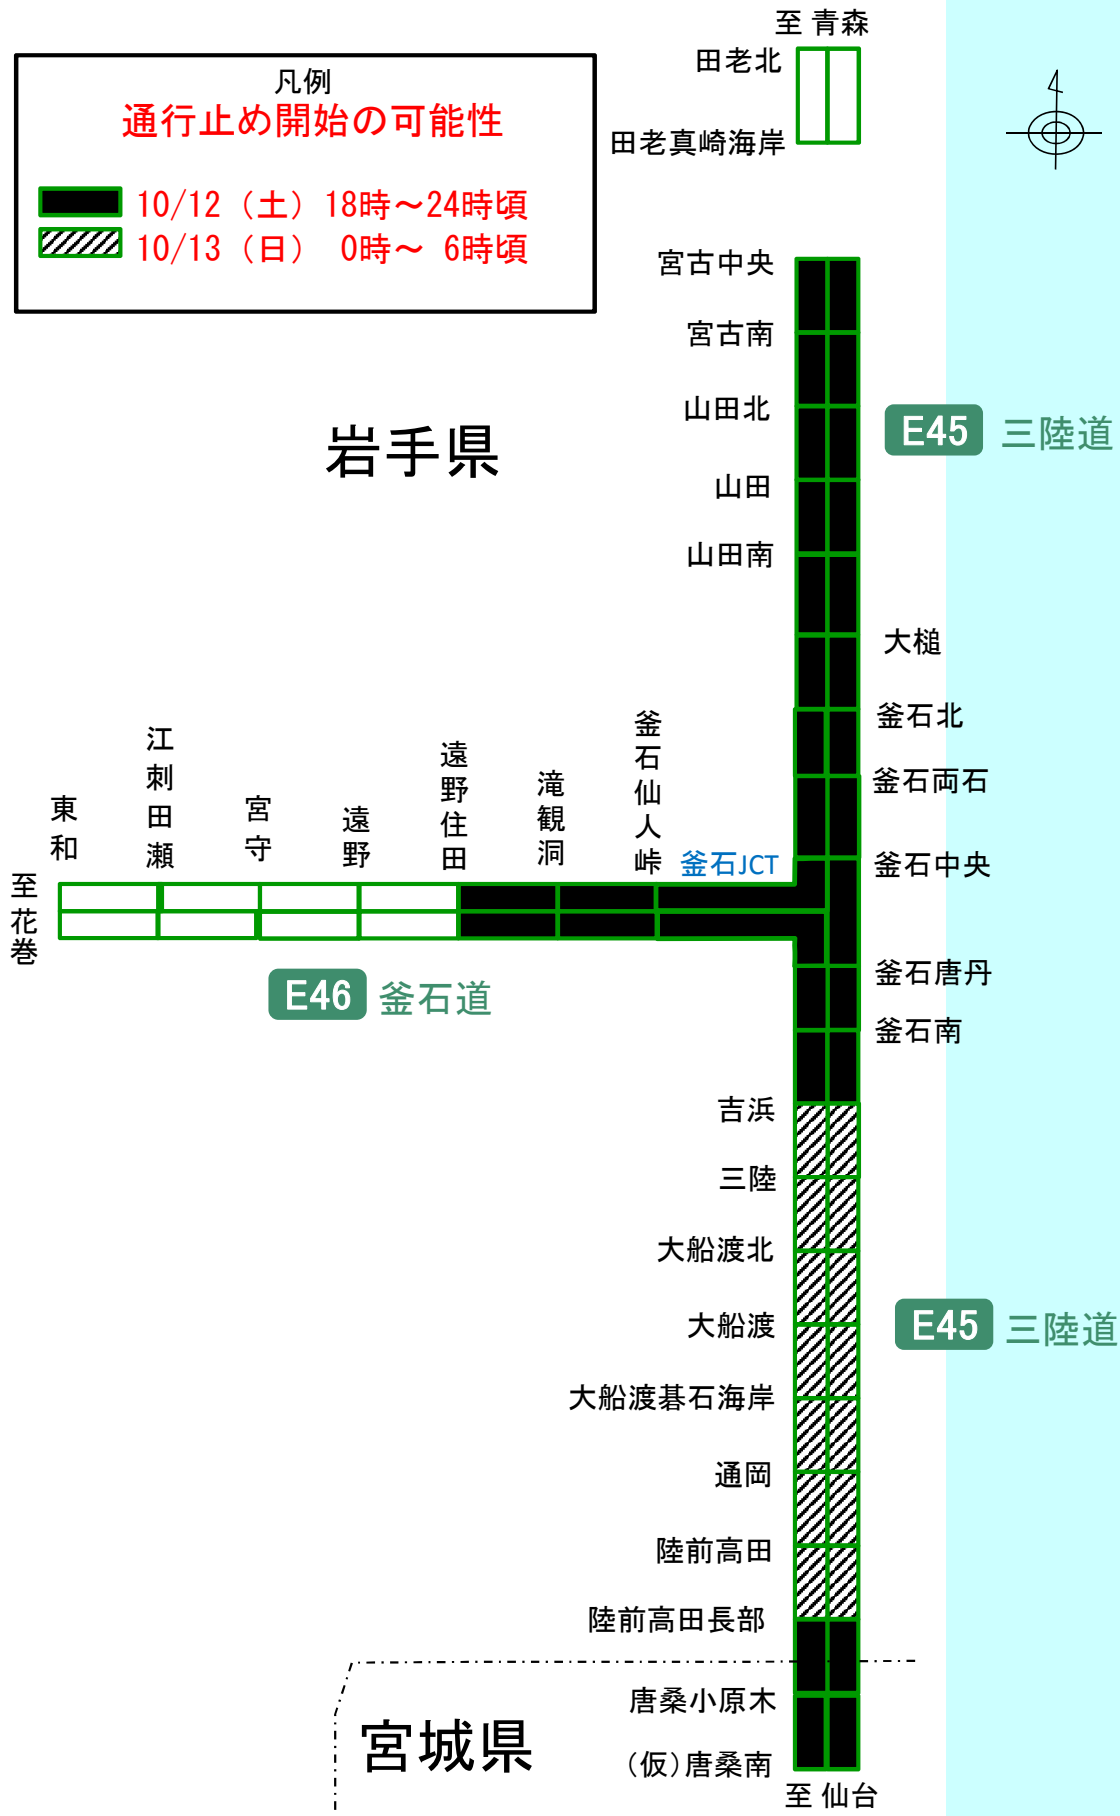 至 青森
田老北
田老真崎海岸
凡例
通行止め開始の可能性
10/12（土）18時～24時頃
10/13（日） 0時～ 6時頃
宮古中央
宮古南
山田北
E45 三陸道
岩手県
山田
山田南
大槌
釜石北
釜石両石
釜石中央
釜石JCT
釜石仙人峠
滝観洞
遠野住田
遠野
宮守
江刺田瀬
東和
至花巻
E46 釜石道
釜石唐丹
釜石南
吉浜
三陸
大船渡北
大船渡
E45 三陸道
大船渡碁石海岸
通岡
陸前高田
陸前高田長部
唐桑小原木
宮城県
（仮）唐桑南
至 仙台